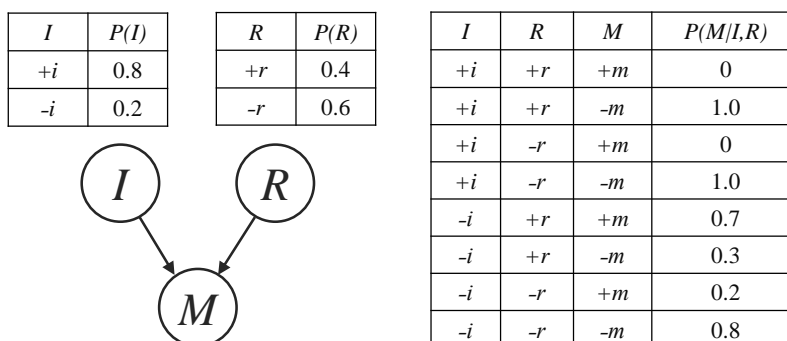 I P(I)
+i 0.8
-i 0.2
R P(R)
+r 0.4
-r 0.6
I R M P(M|I,R)
+i +r +m 0
+i +r -m 1.0
+i -r +m 0
+i -r -m 1.0
-i +r +m 0.7
-i +r -m 0.3
-i -r +m 0.2
-i -r -m 0.8
I R
M